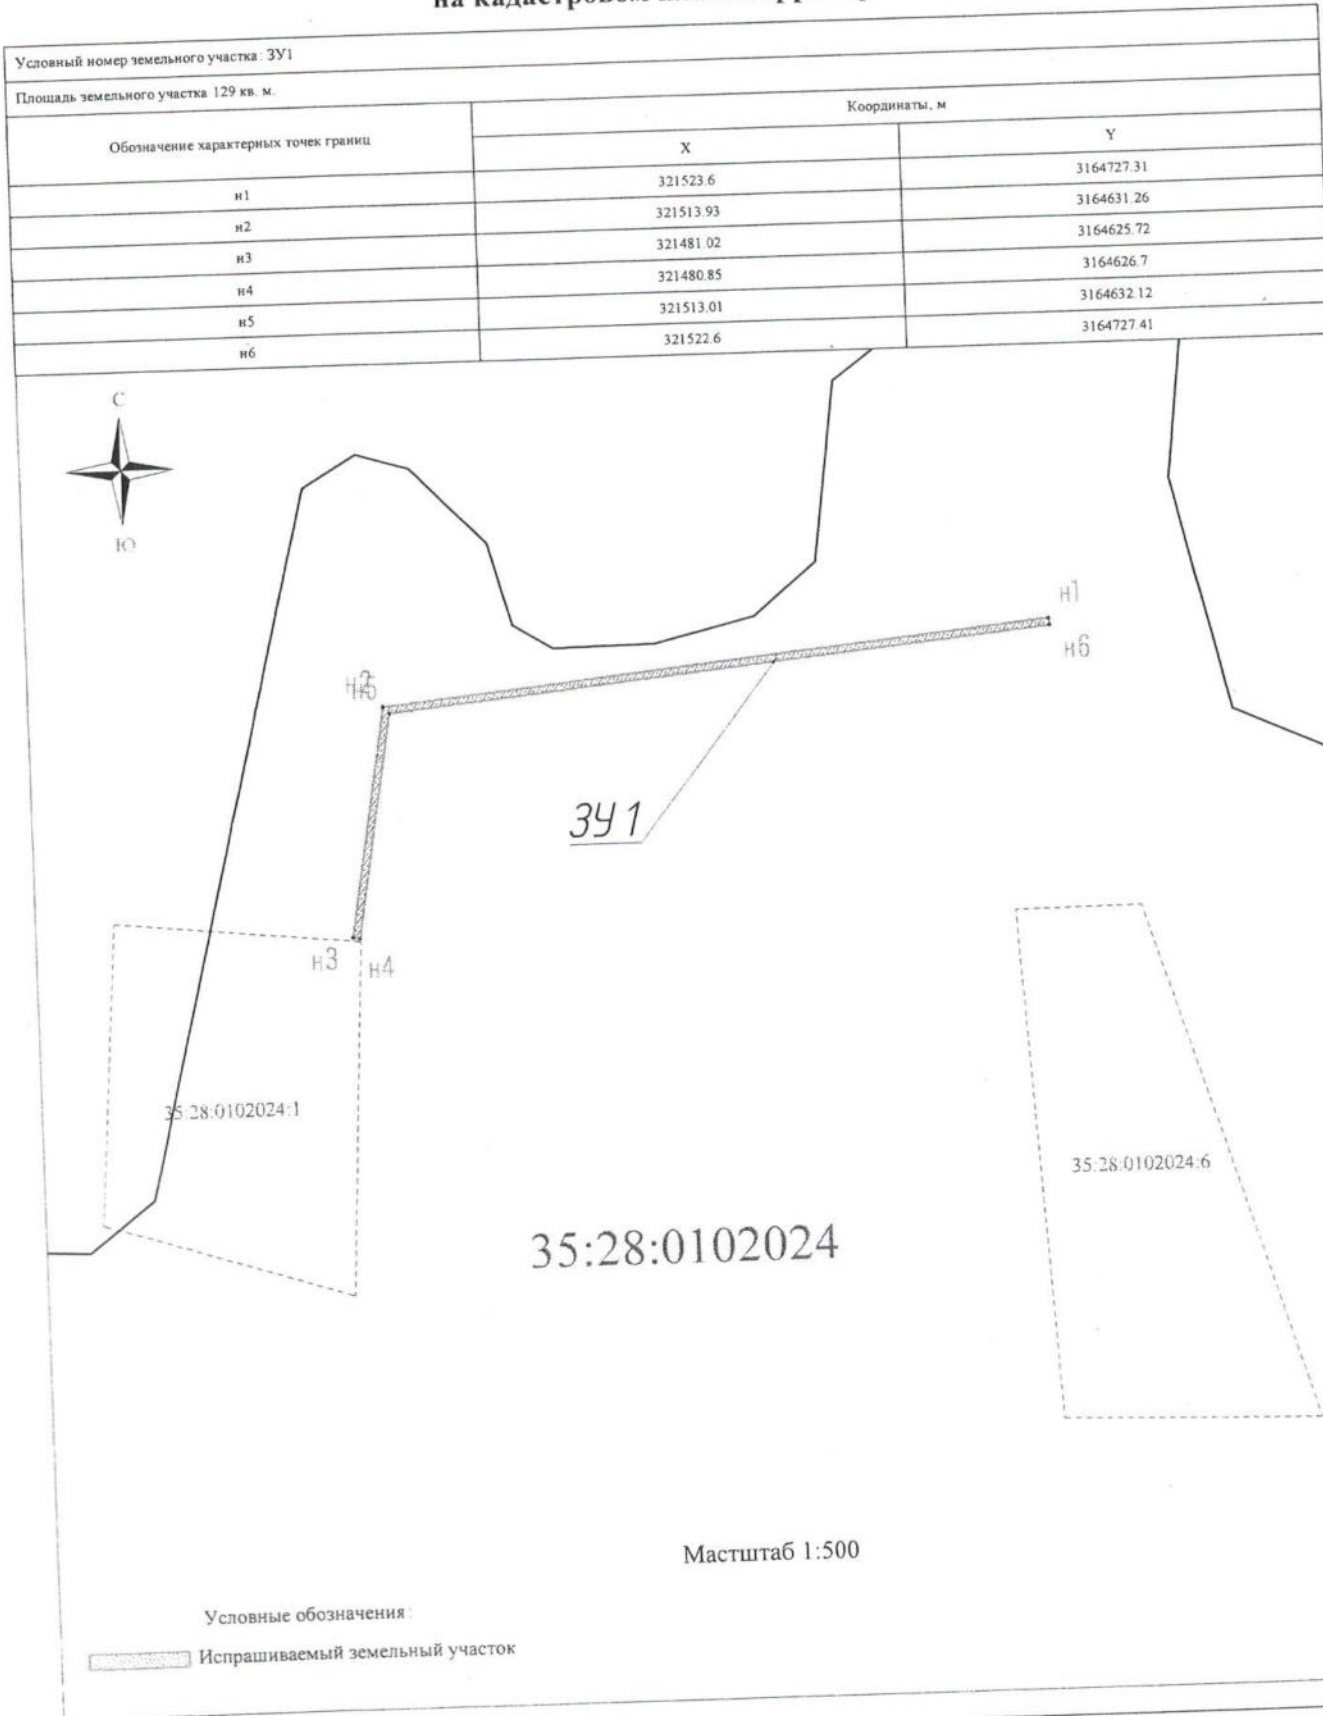 на кадастровом
Условный номер земельного участка: ЗУ1
Площадь земельного участка 129 кв. м.
Обозначение характерных точек границ
Координаты, м
X
Y
н1 321523.6 3164727.31
н2 321513.93 3164631.26
н3 321481.02 3164625.72
н4 321480.85 3164626.7
н5 321513.01 3164632.12
н6 321522.6 3164727.41
С
Ю
н1
н6
н2
н5
ЗУ1
н3
н4
35:28:0102024:1
35:28:0102024:6
35:28:0102024
Мастштаб 1:500
Условные обозначения:
Испрашиваемый земельный участок